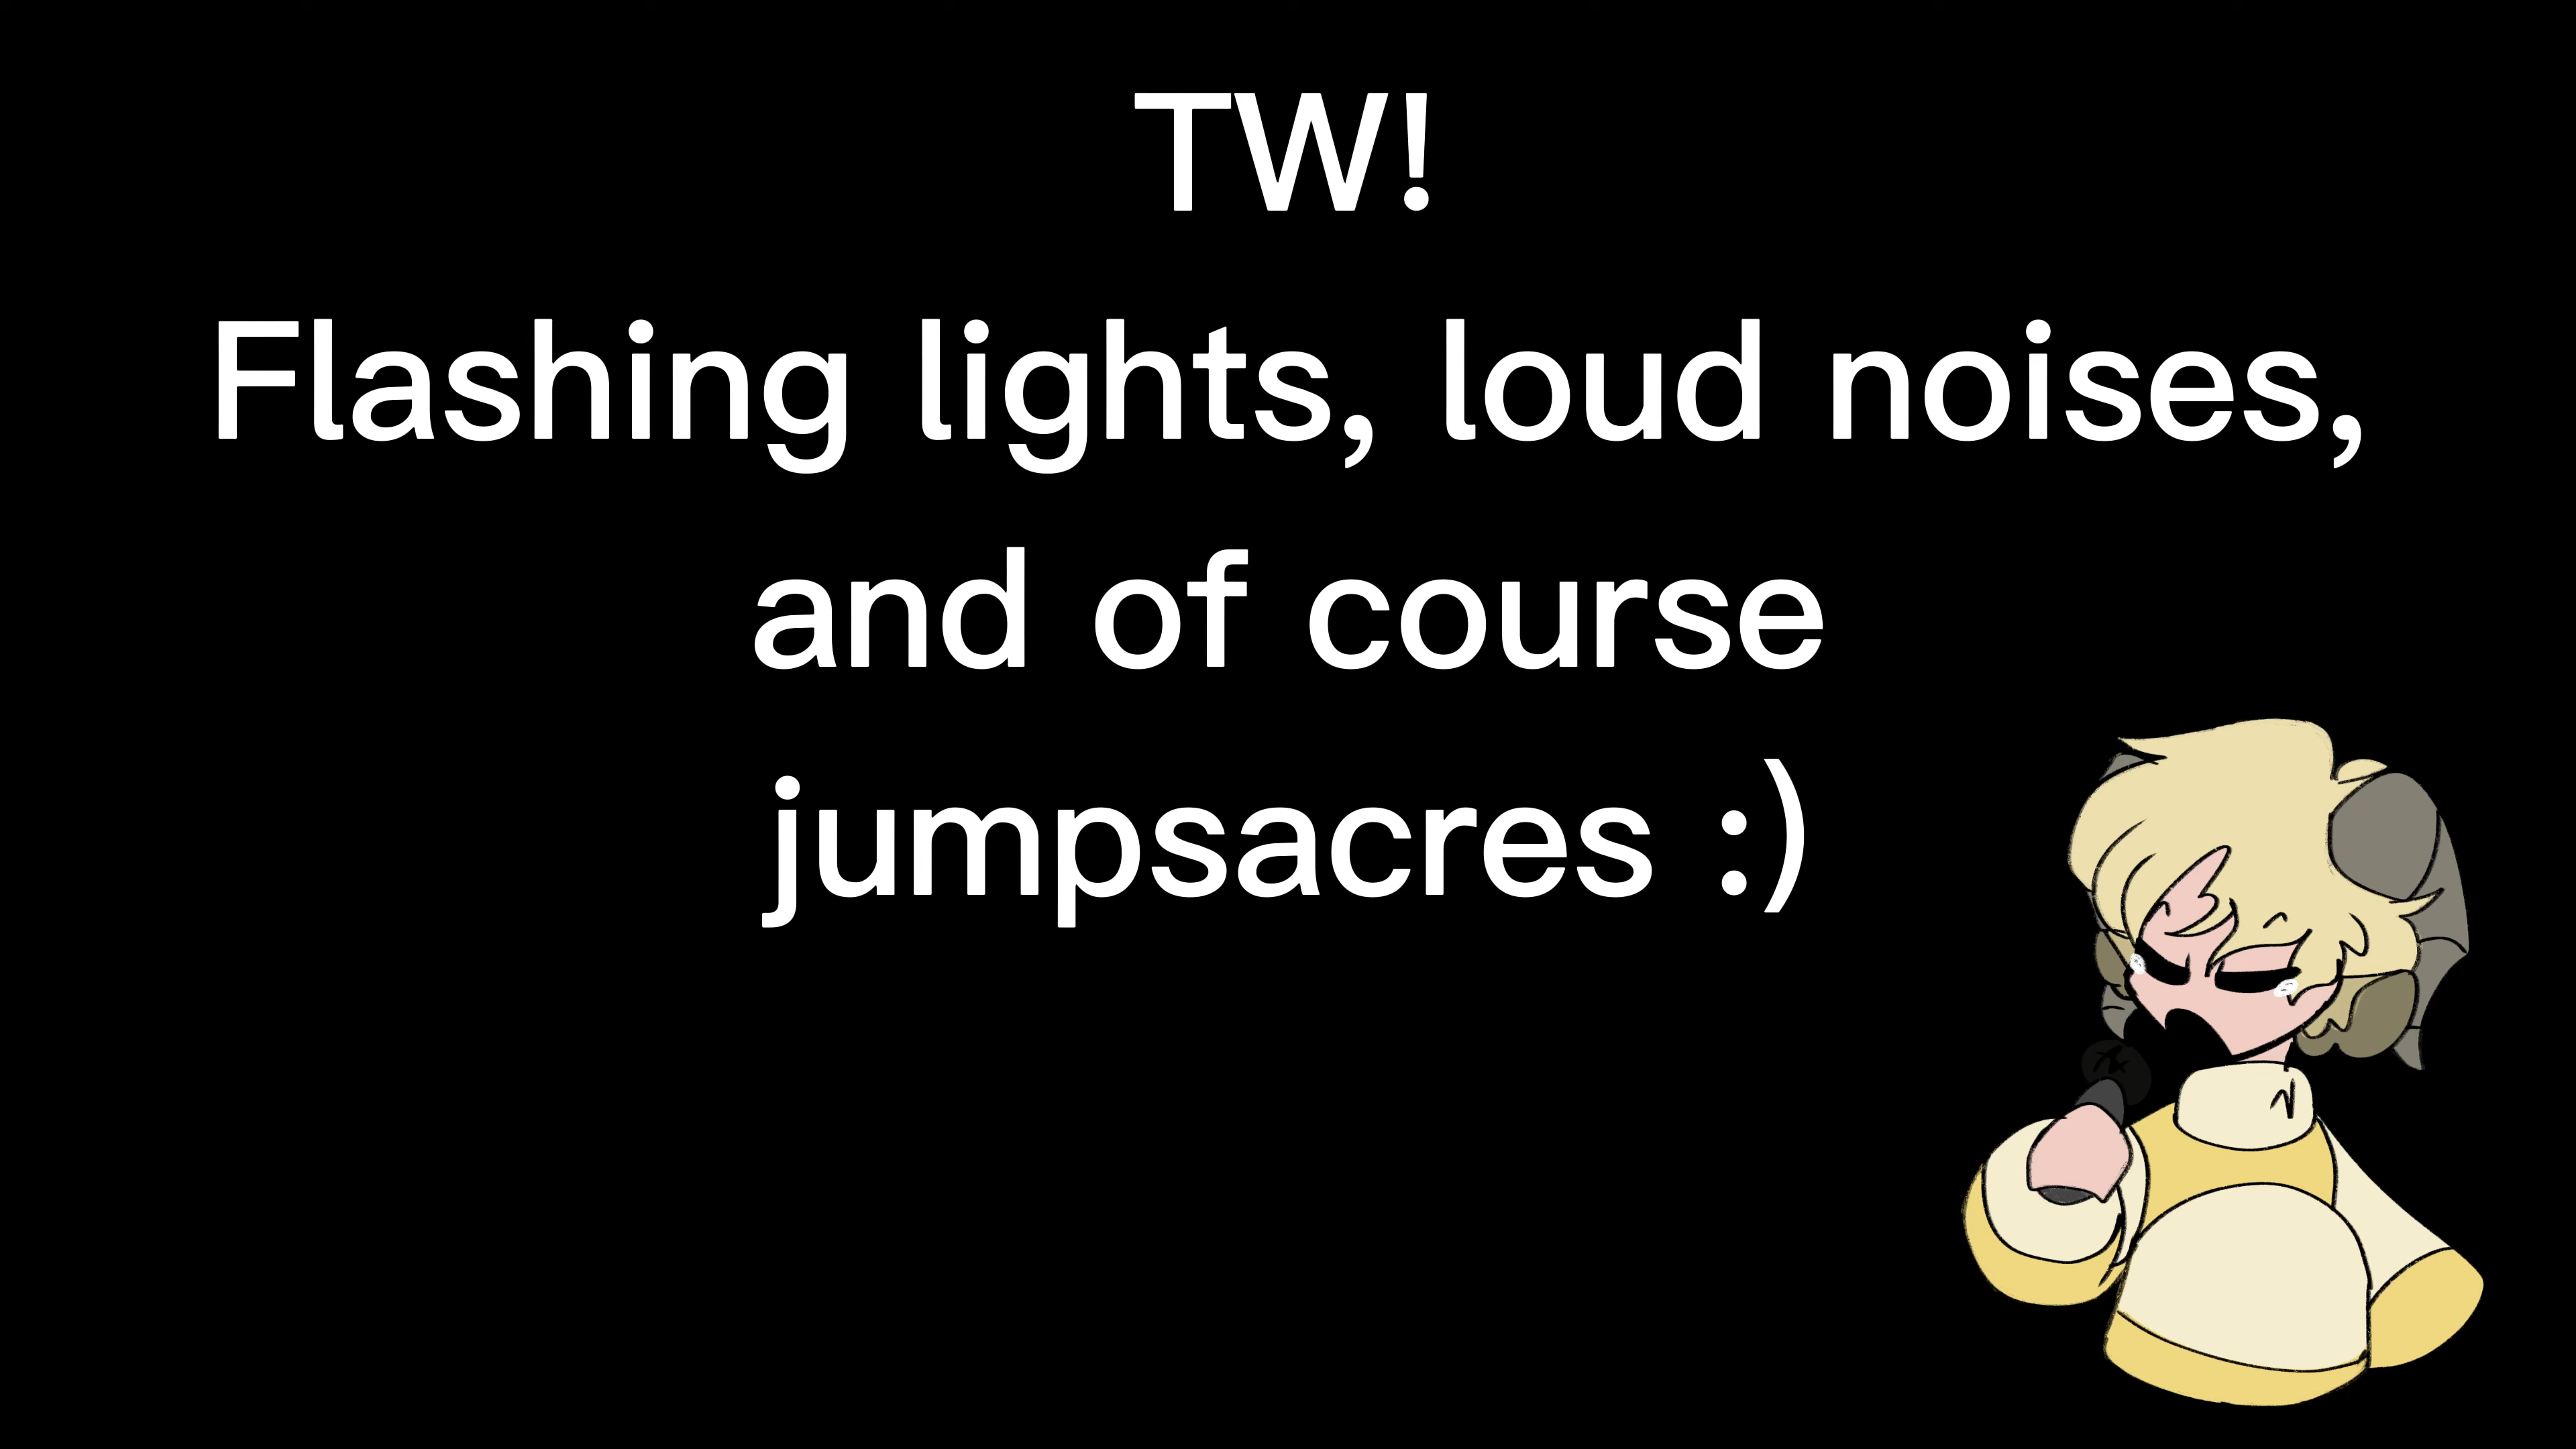 TW!
Flashing lights, loud noises,
and of course
jumpsacres :)